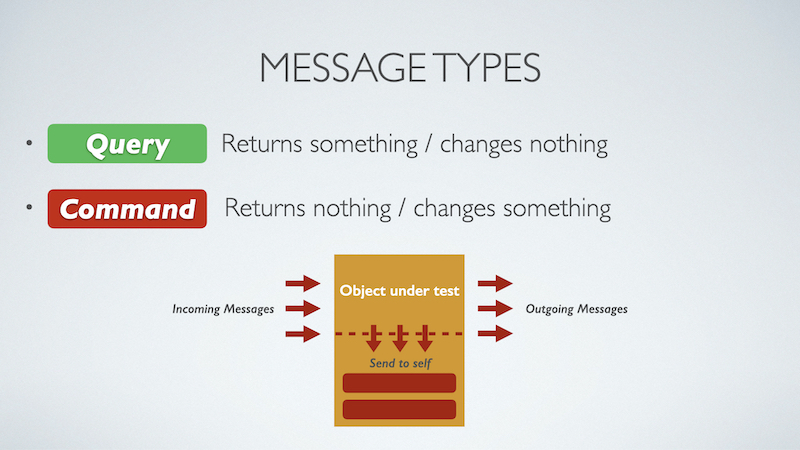 MESSAGE TYPES
• Query Returns something / changes nothing
• Command Returns nothing / changes something
Object under test
Incoming Messages
Outgoing Messages
Send to self